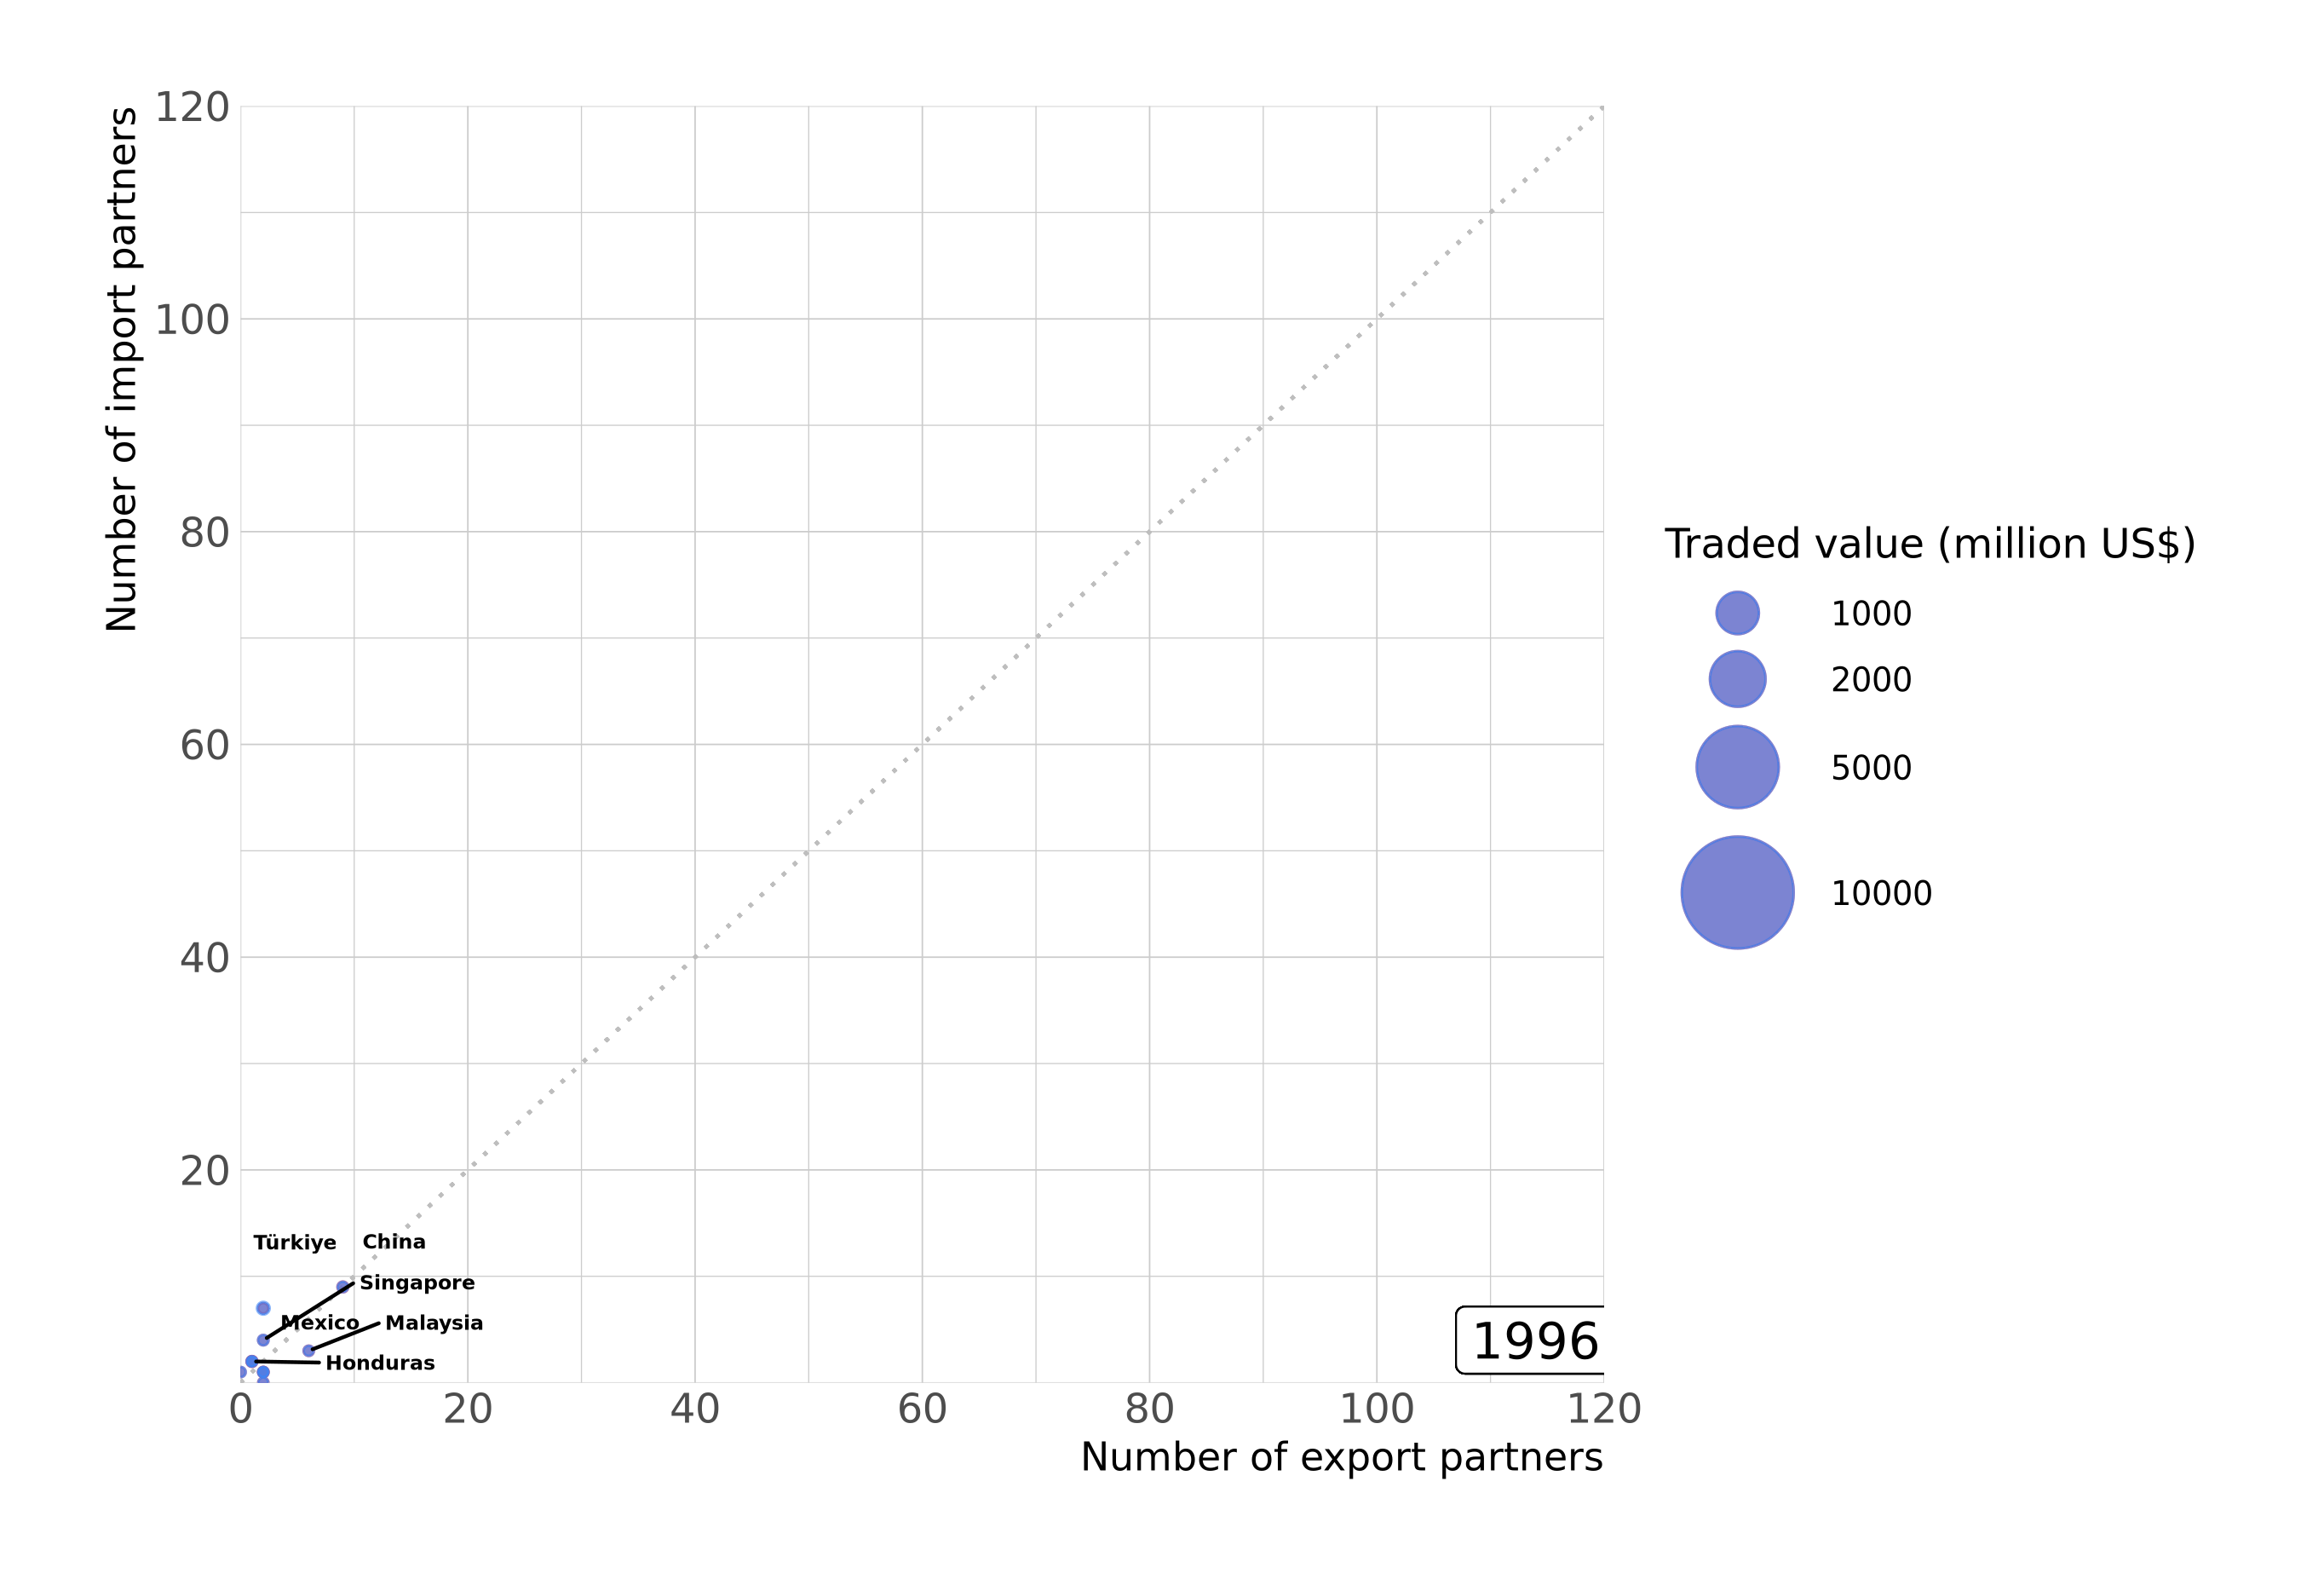 Number of import partners
120
100
80
60
40
20
0
20
40
60
80
100
120
Number of export partners
Türkiye
China
Singapore
Mexico
Malaysia
Honduras
1996
Traded value (million US$)
1000
2000
5000
10000